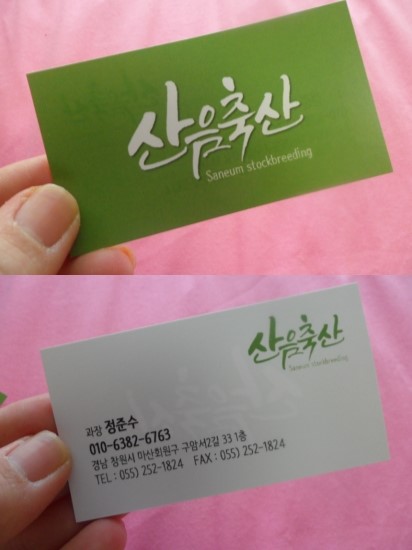 산음축산
Saneum stockbreeding
산음축산
Saneum stockbreeding
과장 정준수
010-6382-6763
경남 창원시 마산회원구 구암서2길 33 1층
TEL : 055) 252-1824 FAX : 055) 252-1824